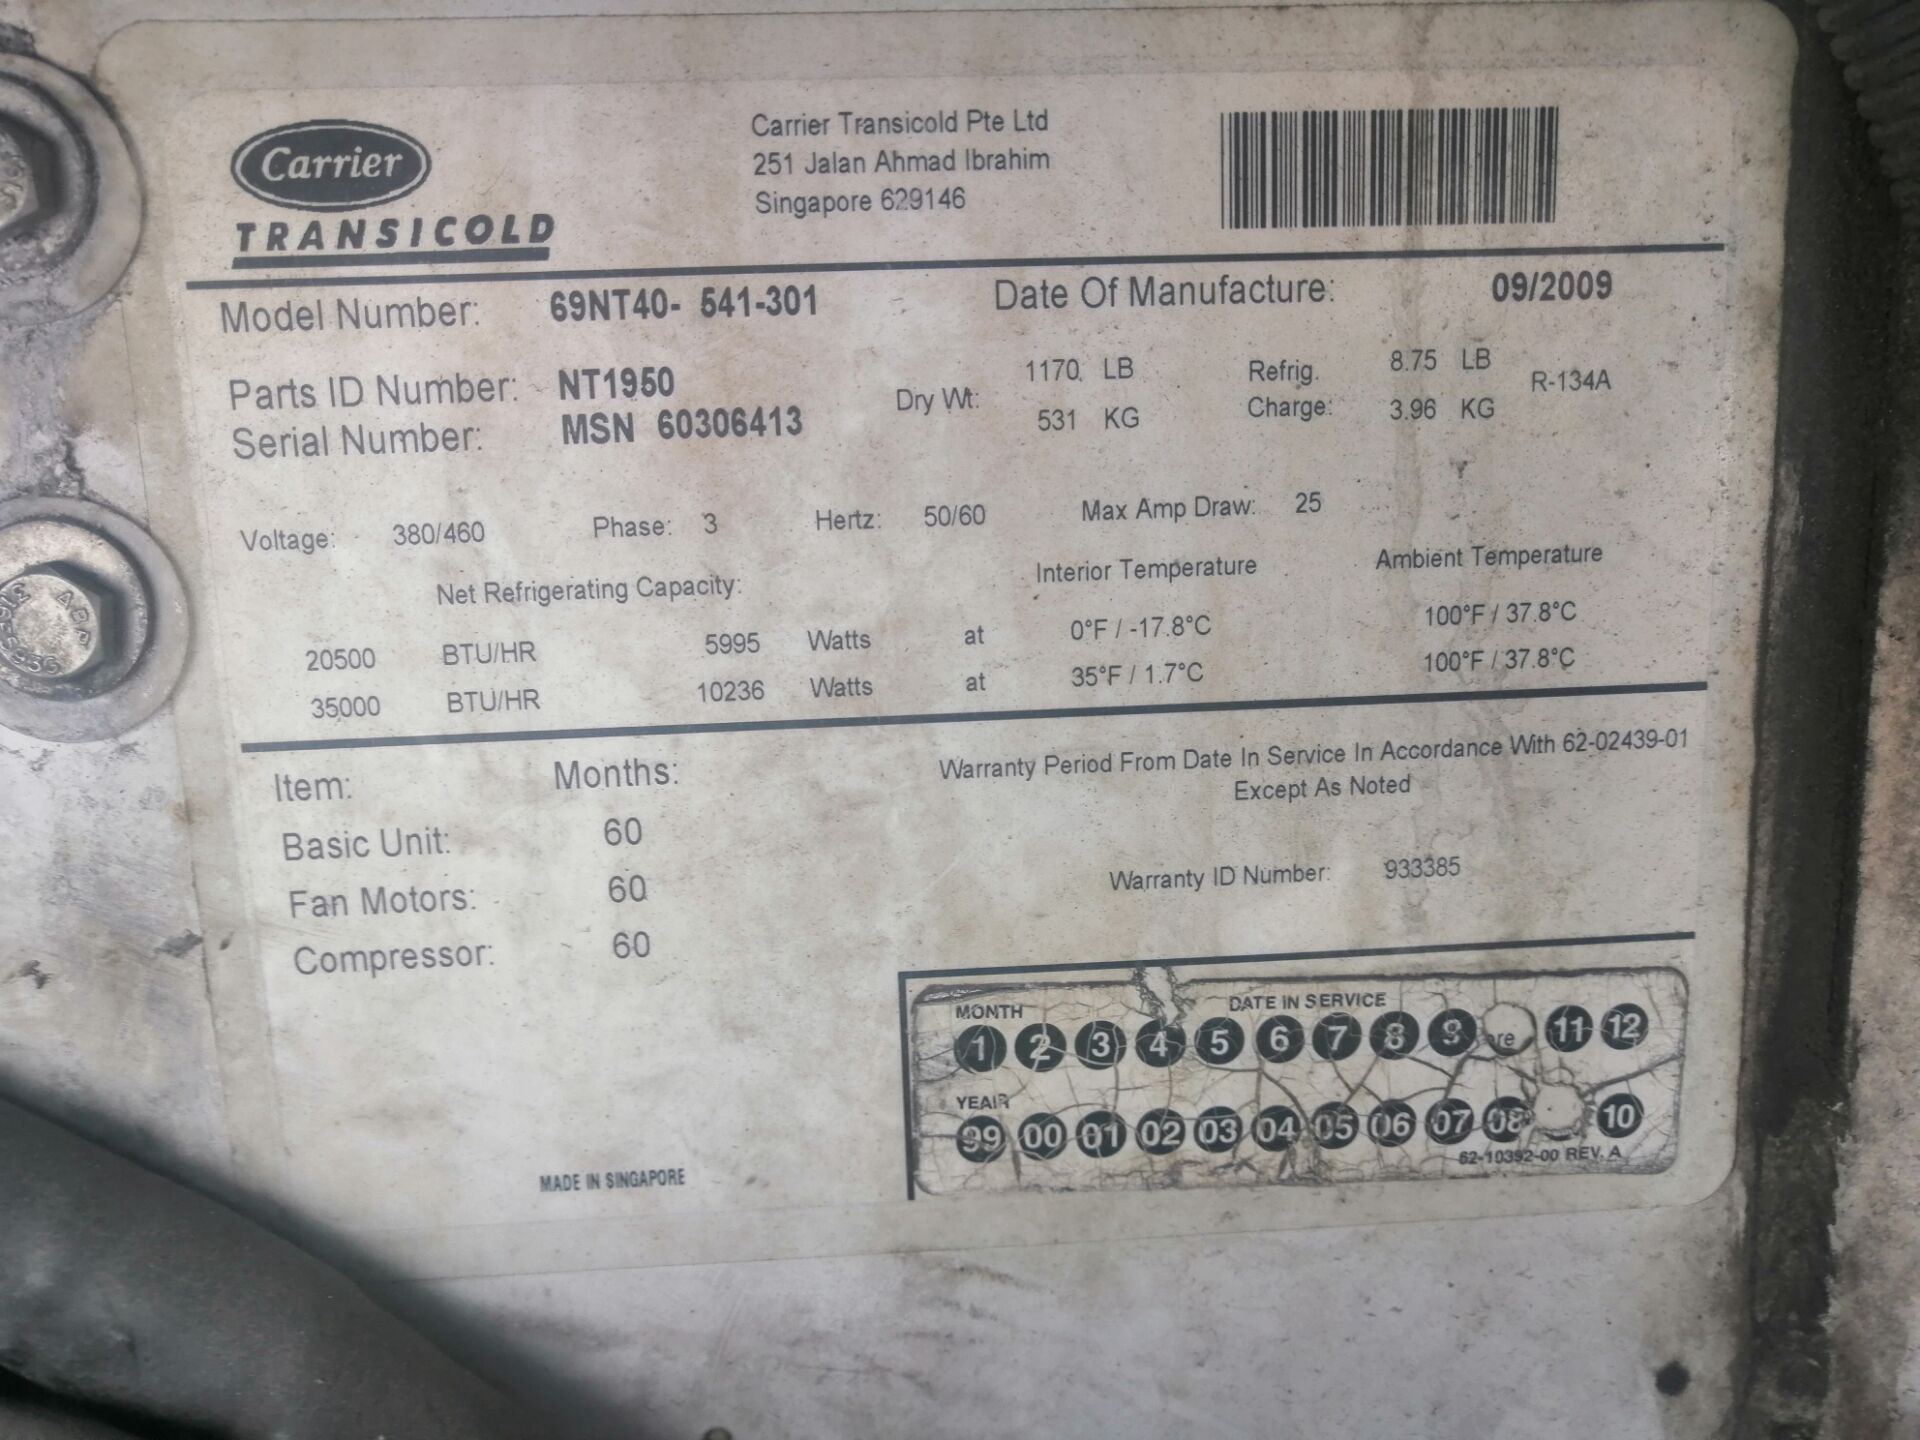 Carrier
TRANSICOLD
Carrier Transicold Pte Ltd
251 Jalan Ahmad Ibrahim
Singapore 629146
Model Number: 69NT40- 541-301 Date Of Manufacture: 09/2009
Parts ID Number: NT1950
Serial Number: MSN 60306413
Dry Wt: 1170 LB
531 KG
Refrig. Charge: 8.75 LB
3.96 KG
R-134A
Voltage: 380/460 Phase: 3 Hertz: 50/60 Max Amp Draw: 25
Net Refrigerating Capacity: Interior Temperature Ambient Temperature
20500 BTU/HR 5995 Watts at 0°F / -17.8°C 100°F / 37.8°C
35000 BTU/HR 10236 Watts at 35°F / 1.7°C 100°F / 37.8°C
Item: Months:
Basic Unit: 60
Fan Motors: 60
Compressor: 60
Warranty Period From Date In Service In Accordance With 62-02439-01
Except As Noted
Warranty ID Number: 933385
MONTH DATE IN SERVICE
1 2 3 4 5 6 7 8 9 11 12
YEAR
99 00 01 02 03 04 05 06 07 08 10
62-10392-00 REV. A
MADE IN SINGAPORE